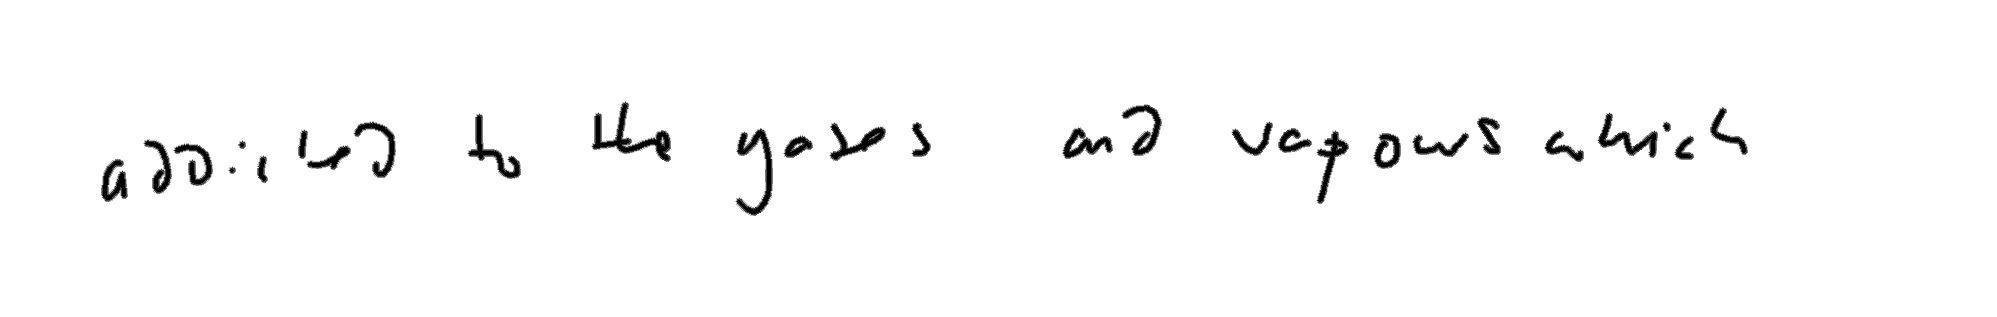 addicted to the gases and vapours which